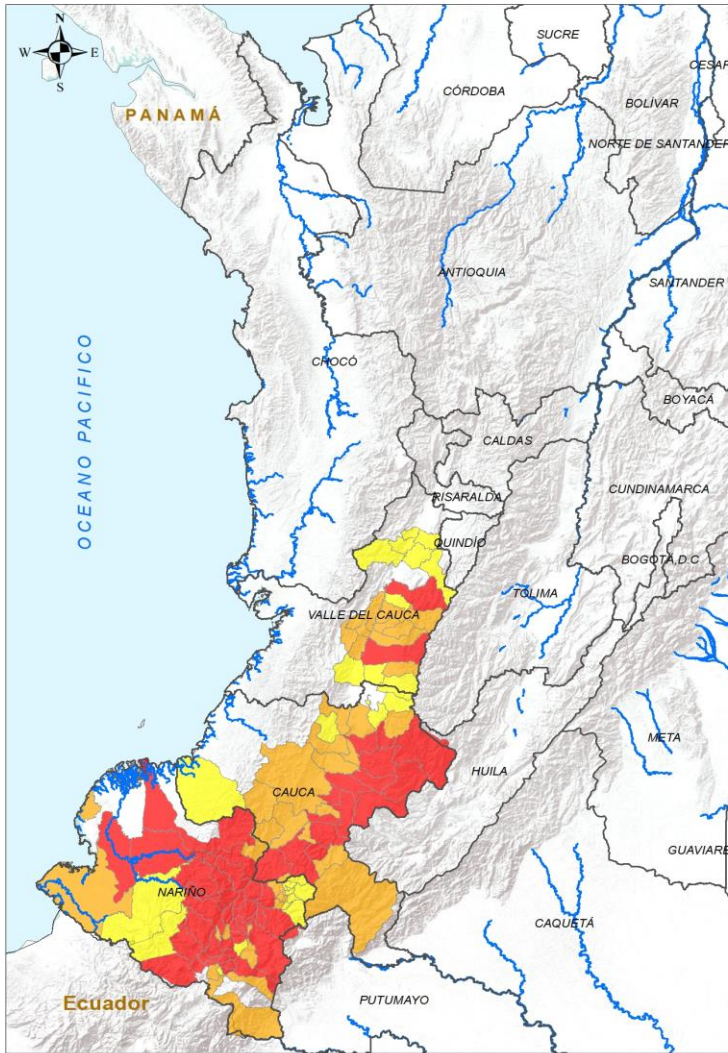 N
W E
S
SUCRE
CESAR
CÓRDOBA
BOLÍVAR
PANAMÁ
NORTE DE SANTANDER
ANTIOQUIA
SANTANDER
OCEANO PACIFICO
CHOCÓ
BOYACÁ
CALDAS
CUNDINAMARCA
RISARALDA
QUINDÍO
BOGOTÁ,D.C
TOLIMA
VALLE DEL CAUCA
META
HUILA
CAUCA
GUAVIARE
NARIÑO
CAQUETÁ
Ecuador
PUTUMAYO